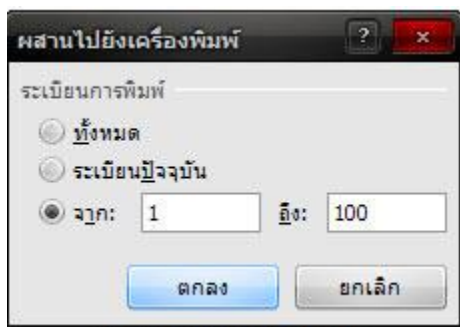 ผสานไปยังเครื่องพิมพ์ ?
ระเบียนการพิมพ์
ทั้งหมด
ระเบียนปัจจุบัน
จาก: 1 ถึง: 100
ตกลง ยกเลิก